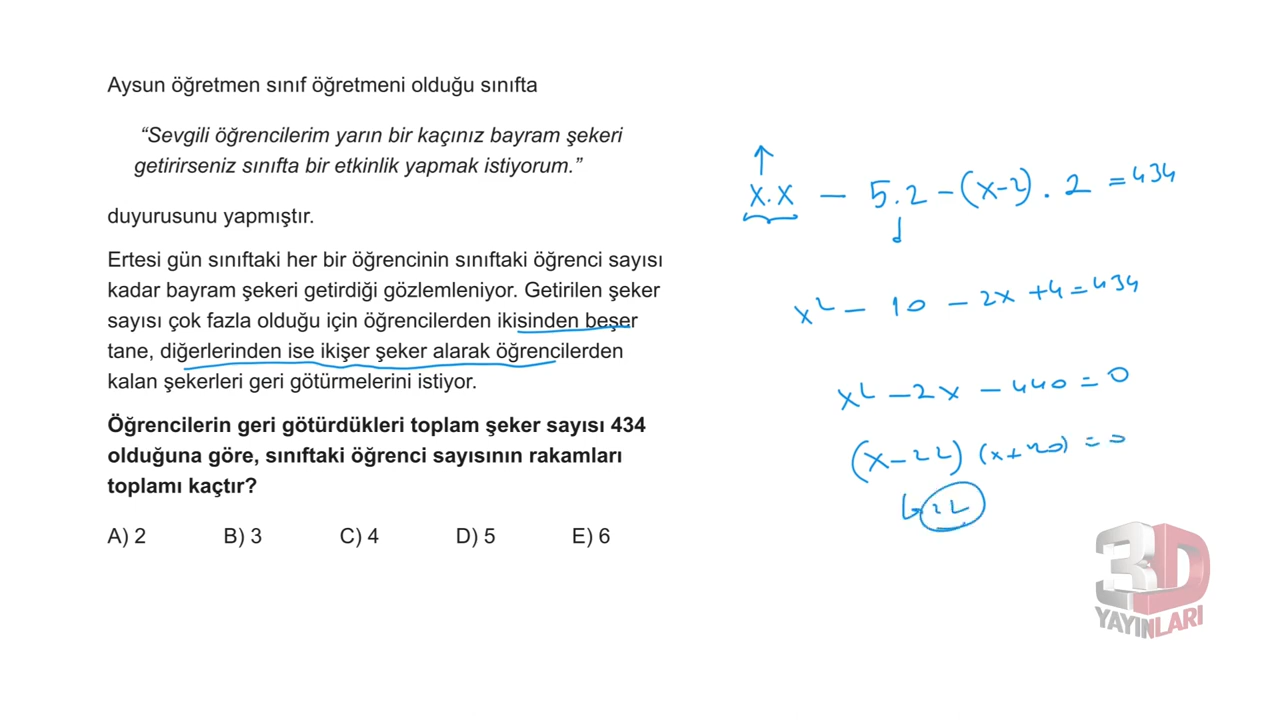 Aysun öğretmen sınıf öğretmeni olduğu sınıfta
“Sevgili öğrencilerim yarın bir kaçınız bayram şekeri
getirirseniz sınıfta bir etkinlik yapmak istiyorum.”
duyurusunu yapmıştır.
Ertesi gün sınıftaki her bir öğrencinin sınıftaki öğrenci sayısı
kadar bayram şekeri getirdiği gözlemleniyor. Getirilen şeker
sayısı çok fazla olduğu için öğrencilerden ikisinden beşer
tane, diğerlerinden ise ikişer şeker alarak öğrencilerden
kalan şekerleri geri götürmelerini istiyor.
Öğrencilerin geri götürdükleri toplam şeker sayısı 434
olduğuna göre, sınıftaki öğrenci sayısının rakamları
toplamı kaçtır?
A) 2 B) 3 C) 4 D) 5 E) 6
x.x - 5.2 - (x-2).2 = 434
x² - 10 - 2x + 4 = 434
x² - 2x - 440 = 0
(x-22) (x+20) = 0
22
3D
YAYINLARI